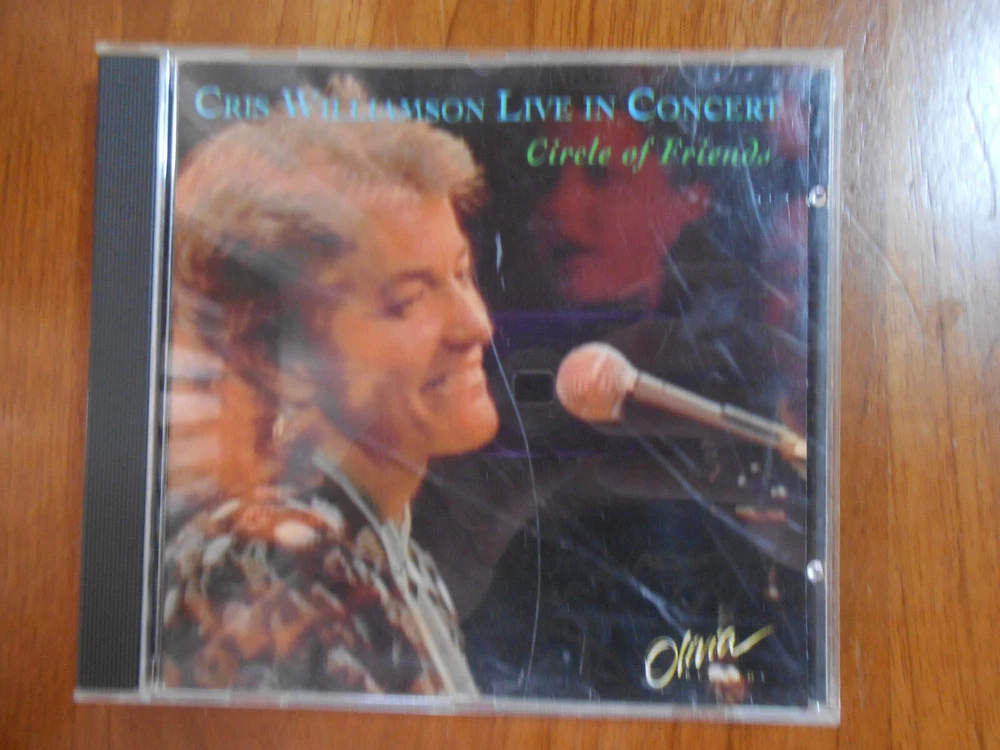 CRIS WILLIAMSON LIVE IN CONCERT
Circle of Friends
Olivia